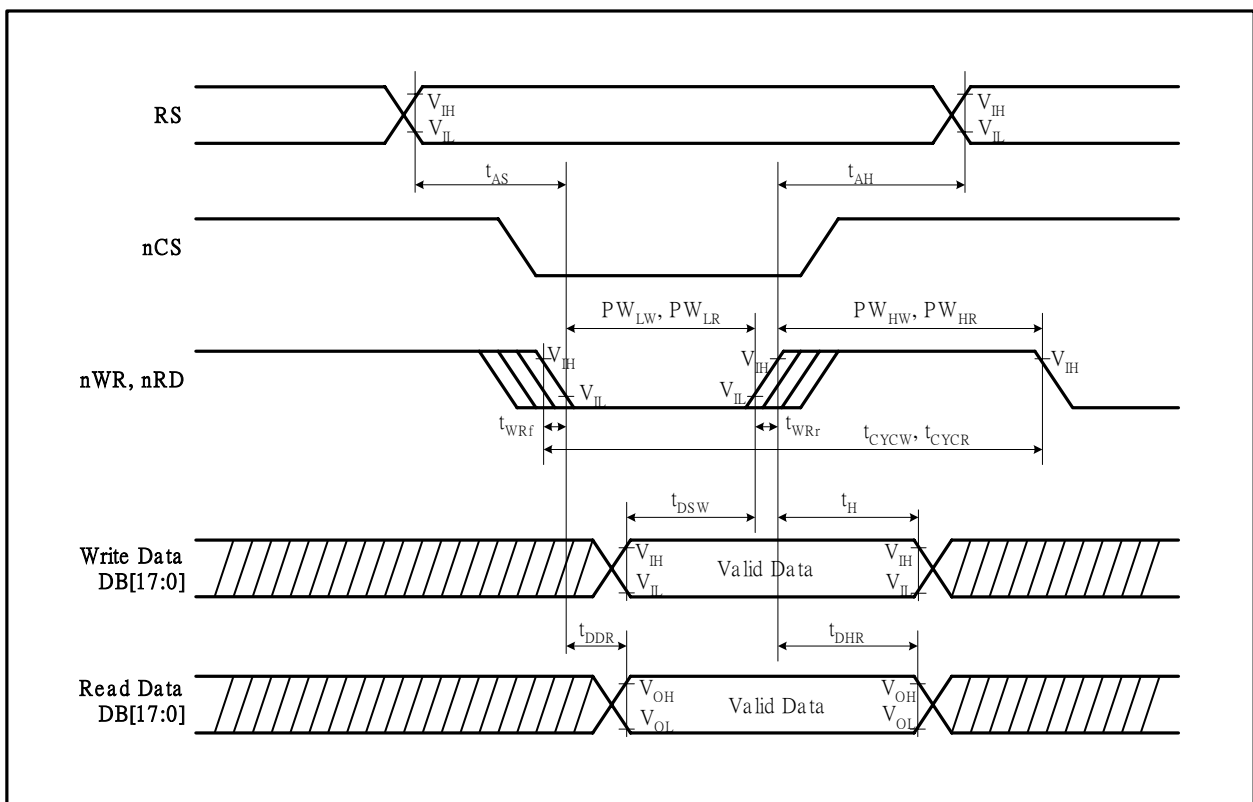 RS
VIH
VIL
VIH
VIL
tAS
tAH
nCS
PWLW, PWLR
PWHW, PWHR
nWR, nRD
VIH
VIL
VIH
VIL
VIH
tWRf
tWRr
tCYCW, tCYCR
tDSW
tH
Write Data
DB[17:0]
VIH
VIL
Valid Data
VIH
VIL
tDDR
tDHR
Read Data
DB[17:0]
VOH
VOL
Valid Data
VOH
VOL